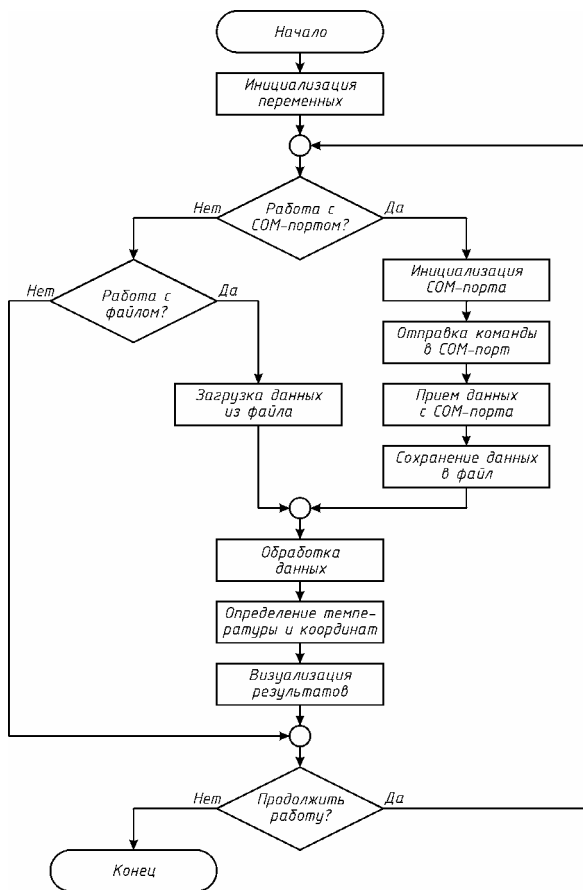 Начало
Инициализация
переменных
Работа с
COM-портом?
Нет
Да
Инициализация
COM-порта
Нет
Работа с
файлом?
Да
Отправка команды
в COM-порт
Загрузка данных
из файла
Прием данных
с COM-порта
Сохранение данных
в файл
Обработка
данных
Определение темпе-
ратуры и координат
Визуализация
результатов
Нет
Продолжить
работу?
Да
Конец